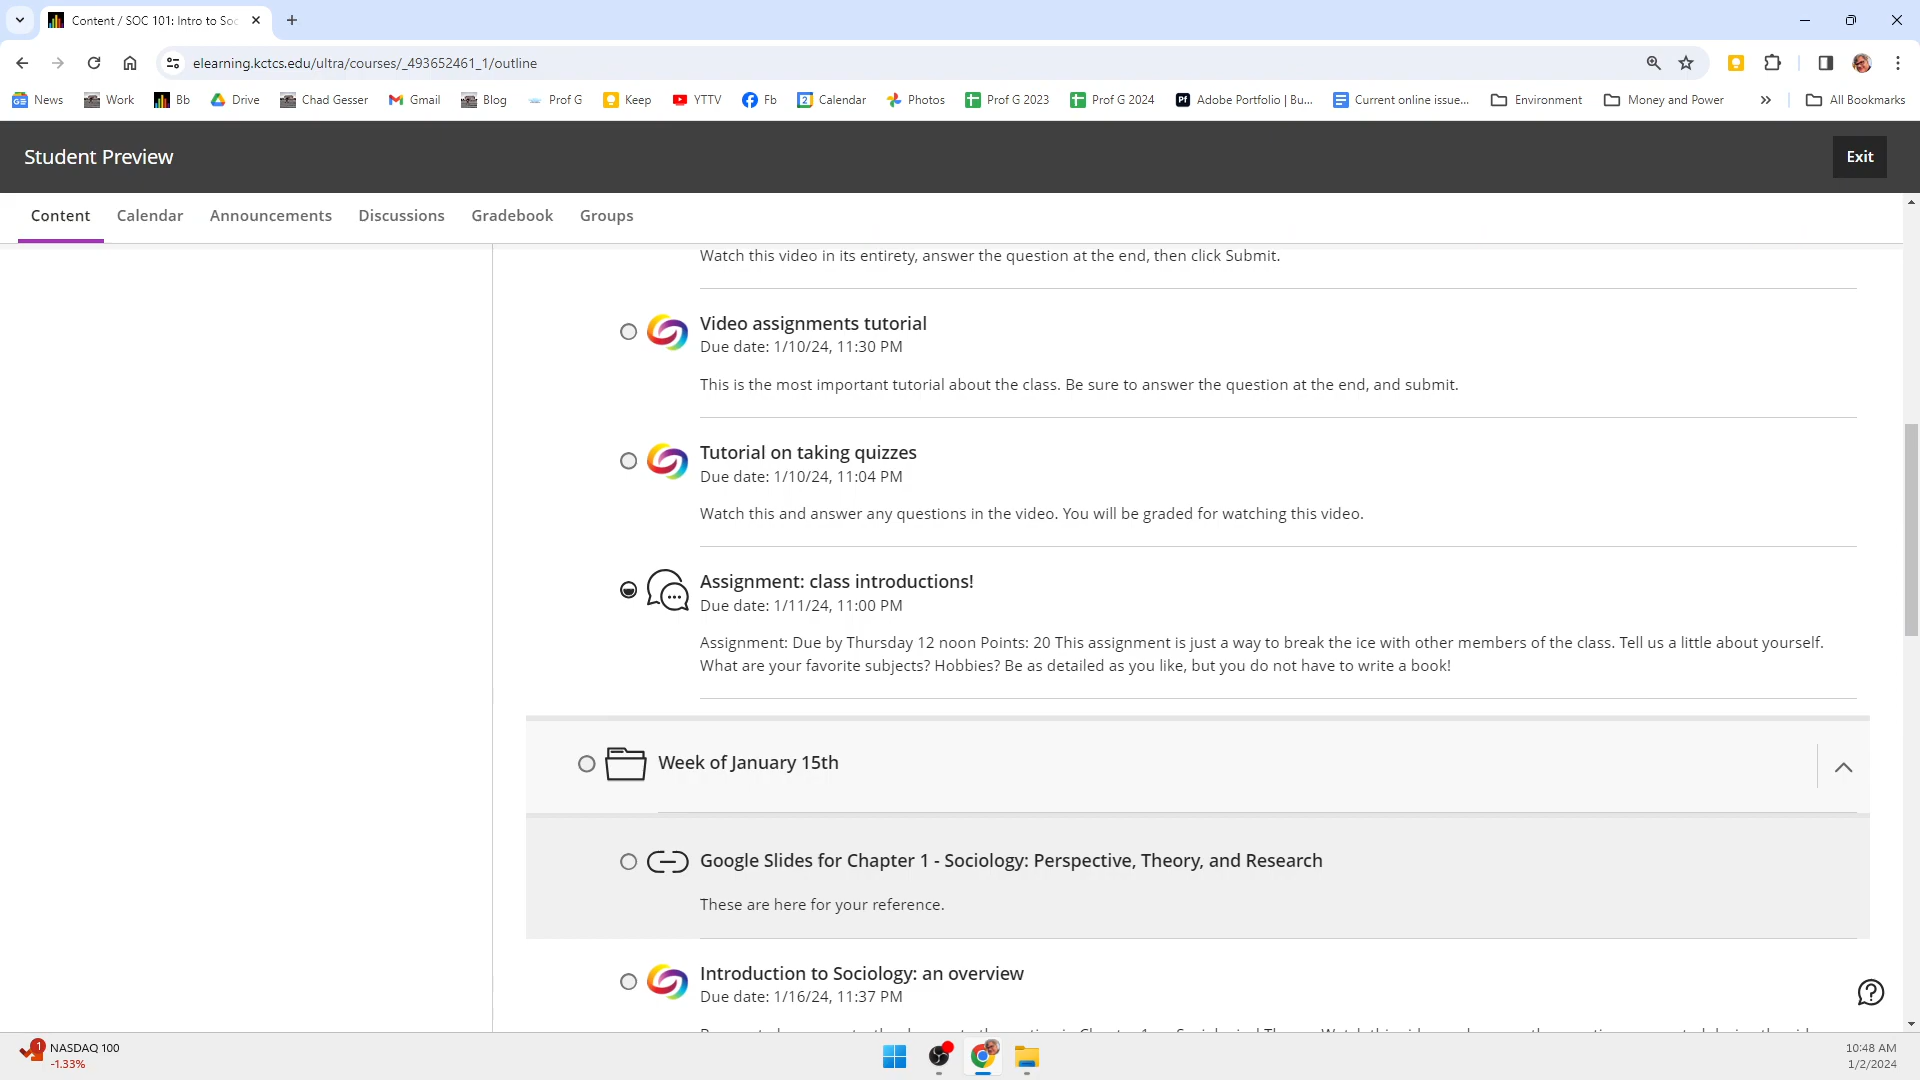 Content / SOC 101: Intro to Soc
elearning.kctcs.edu/ultra/courses/_493652461_1/outline
News Work Bb Drive Chad Gesser Gmail Blog Prof G Keep YTTV Fb Calendar Photos Prof G 2023 Prof G 2024 Adobe Portfolio | Bu... Current online issue... Environment Money and Power » All Bookmarks
Student Preview
Exit
Content Calendar Announcements Discussions Gradebook Groups
Watch this video in its entirety, answer the question at the end, then click Submit.
Video assignments tutorial
Due date: 1/10/24, 11:30 PM
This is the most important tutorial about the class. Be sure to answer the question at the end, and submit.
Tutorial on taking quizzes
Due date: 1/10/24, 11:04 PM
Watch this and answer any questions in the video. You will be graded for watching this video.
Assignment: class introductions!
Due date: 1/11/24, 11:00 PM
Assignment: Due by Thursday 12 noon Points: 20 This assignment is just a way to break the ice with other members of the class. Tell us a little about yourself.
What are your favorite subjects? Hobbies? Be as detailed as you like, but you do not have to write a book!
Week of January 15th
Google Slides for Chapter 1 - Sociology: Perspective, Theory, and Research
These are here for your reference.
Introduction to Sociology: an overview
Due date: 1/16/24, 11:37 PM
1
NASDAQ 100
-1.33%
10:48 AM
1/2/2024